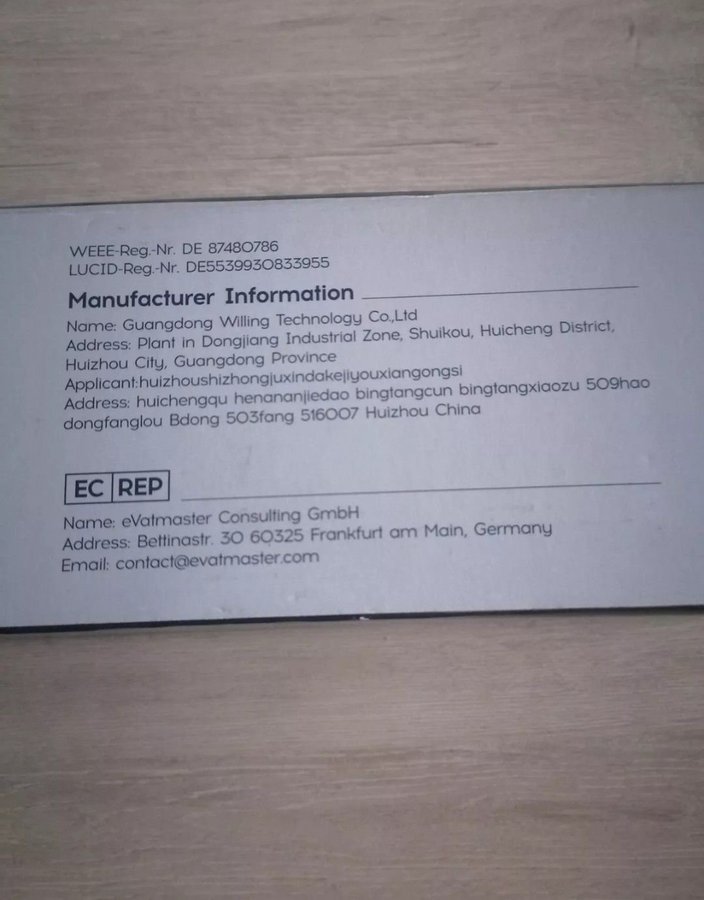 WEEE-Reg.-Nr. DE 87480786
LUCID-Reg.-Nr. DE5539930833955
Manufacturer Information
Name: Guangdong Willing Technology Co.,Ltd
Address: Plant in Dongjiang Industrial Zone, Shuikou, Huicheng District,
Huizhou City, Guangdong Province
Applicant:huizhoushizhongjuxindakejiyouxiangongsi
Address: huichengqu henananjiedao bingtangcun bingtangxiaozu 509hao
dongfanglou Bdong 503fang 516007 Huizhou China
EC REP
Name: eVatmaster Consulting GmbH
Address: Bettinastr. 30 60325 Frankfurt am Main, Germany
Email: contact@evatmaster.com